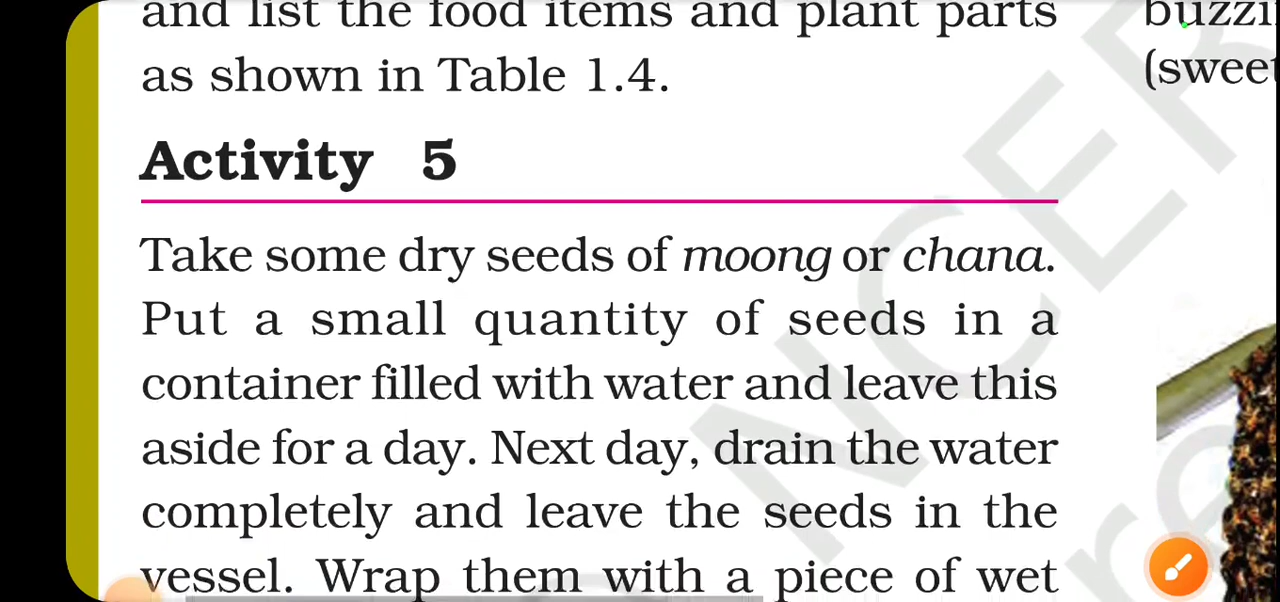 and list the food items and plant parts
as shown in Table 1.4.
Activity 5
Take some dry seeds of moong or chana.
Put a small quantity of seeds in a
container filled with water and leave this
aside for a day. Next day, drain the water
completely and leave the seeds in the
vessel. Wrap them with a piece of wet
(sweet
NCER
re